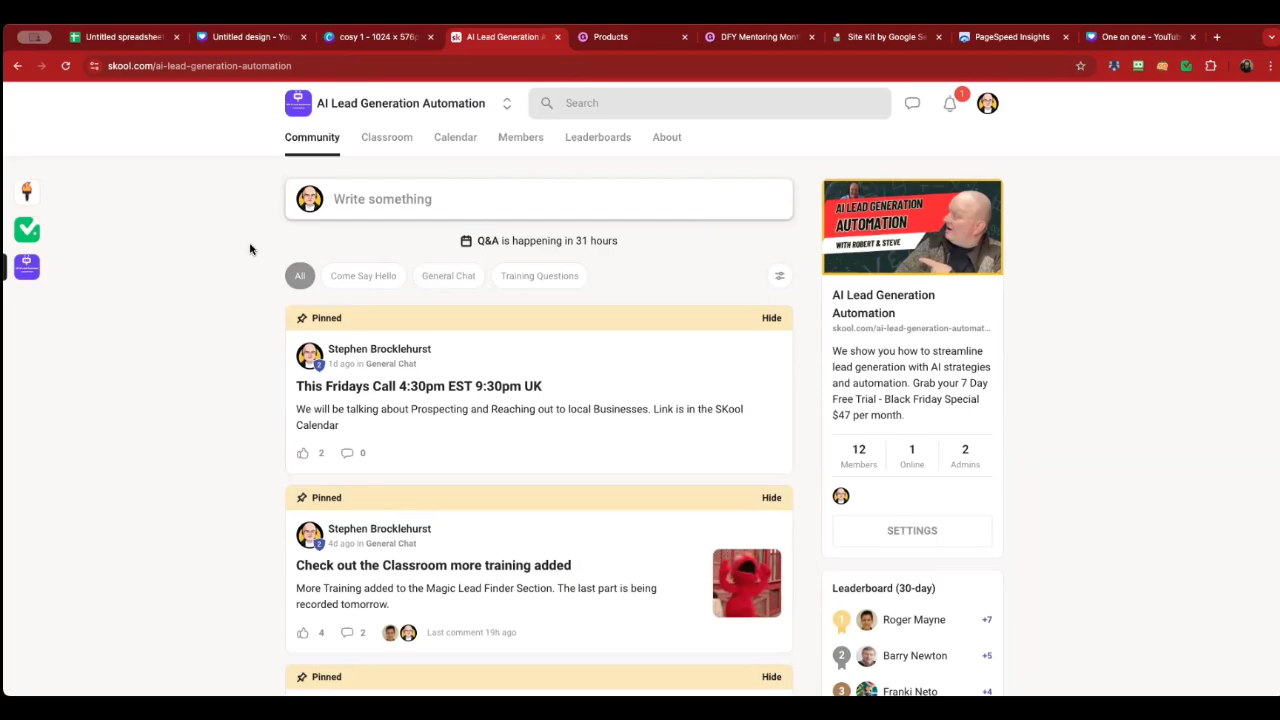 Untitled spreadshee
Untitled design - You
cosy 1 - 1024 x 576p
AI Lead Generation A
Products
DFY Mentoring Mont
Site Kit by Google Se
PageSpeed Insights
One on one - YouTub
skool.com/ai-lead-generation-automation
AI Lead Generation Automation
Search
1
Community
Classroom
Calendar
Members
Leaderboards
About
Write something
Q&A is happening in 31 hours
All
Come Say Hello
General Chat
Training Questions
Pinned
Hide
Stephen Brocklehurst
2
1d ago in General Chat
This Fridays Call 4:30pm EST 9:30pm UK
We will be talking about Prospecting and Reaching out to local Businesses. Link is in the SKool
Calendar
2
0
Pinned
Hide
Stephen Brocklehurst
2
4d ago in General Chat
Check out the Classroom more training added
More Training added to the Magic Lead Finder Section. The last part is being
recorded tomorrow.
4
2
Last comment 19h ago
Pinned
Hide
AI LEAD GENERATION
AUTOMATION
WITH ROBERT & STEVE
AI Lead Generation
Automation
skool.com/ai-lead-generation-automat...
We show you how to streamline
lead generation with AI strategies
and automation. Grab your 7 Day
Free Trial - Black Friday Special
$47 per month.
12
1
2
Members
Online
Admins
SETTINGS
Leaderboard (30-day)
1
Roger Mayne
+7
2
Barry Newton
+5
3
Franki Neto
+4